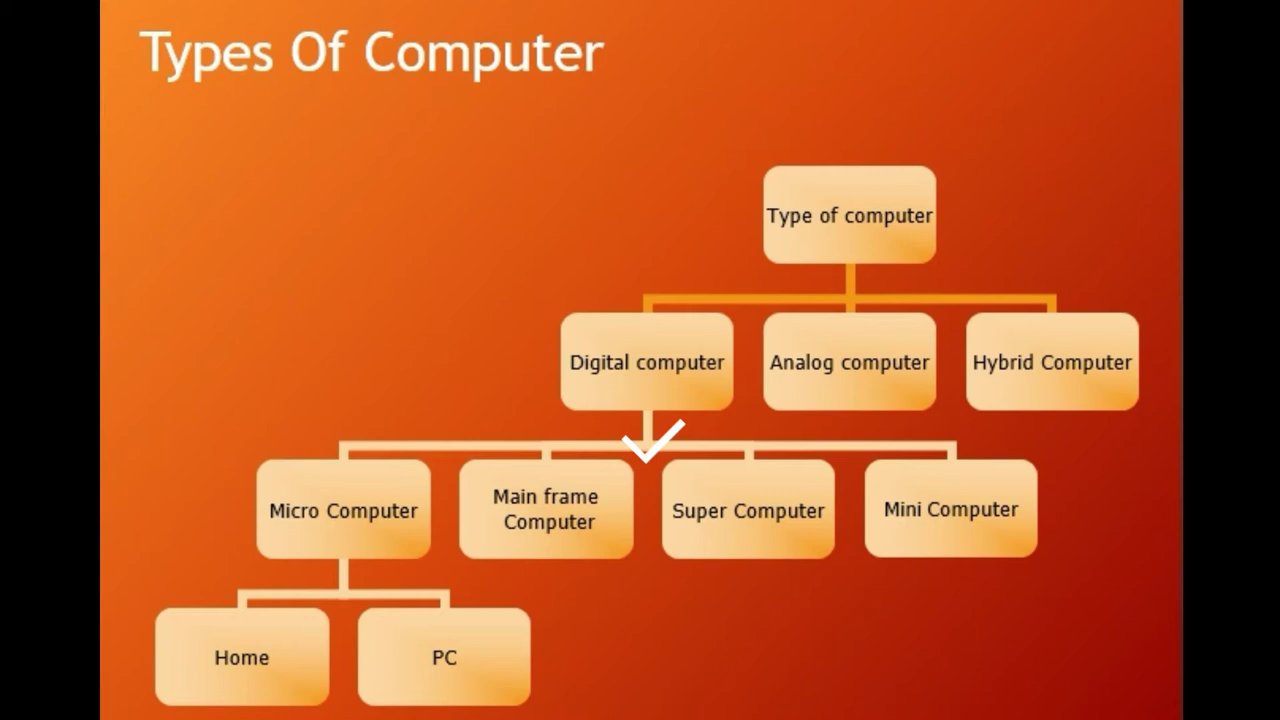 Types Of Computer
Type of computer
Digital computer
Analog computer
Hybrid Computer
Micro Computer
Main frame
Computer
Super Computer
Mini Computer
Home
PC